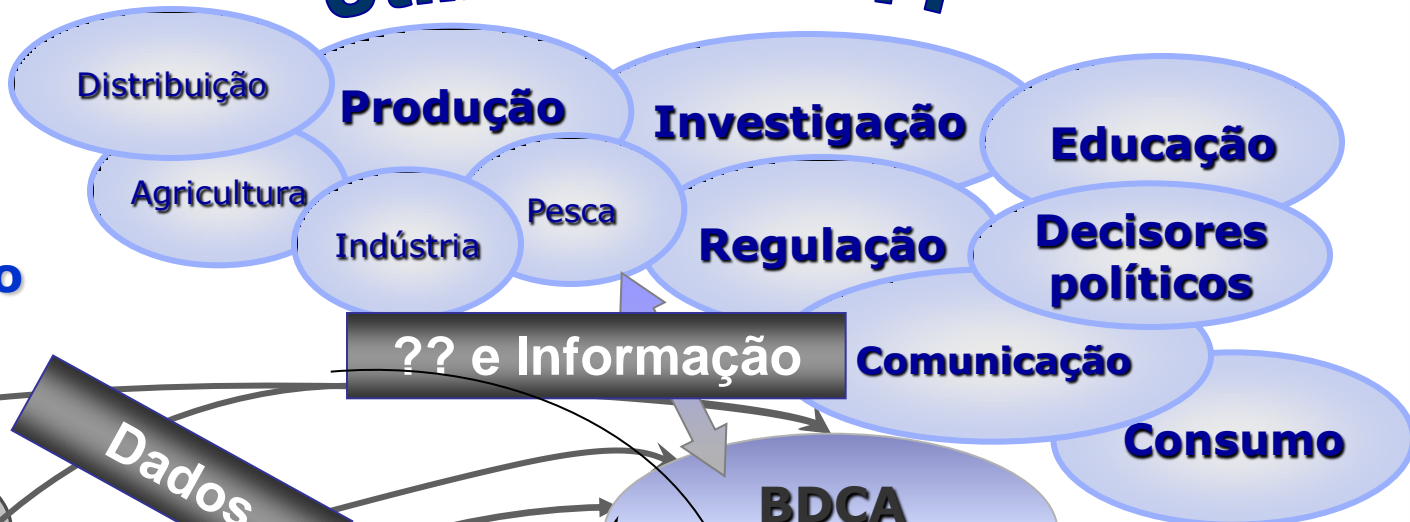 Distribuição
Produção
Investigação
Educação
Agricultura
Indústria
Pesca
Regulação
Decisores
políticos
?? e Informação
Comunicação
Consumo
Dados
BDCA